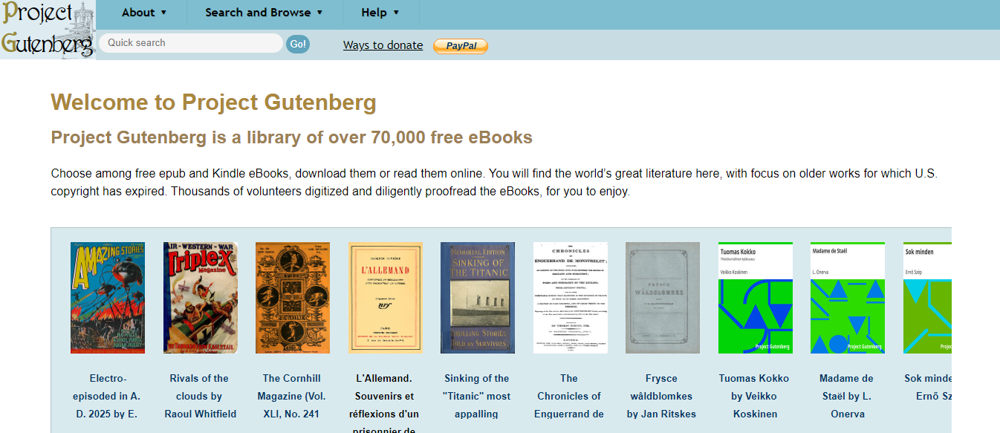 Project
Gutenberg
About ▼
Search and Browse ▼
Help ▼
Quick search
Go!
Ways to donate
PayPal
Welcome to Project Gutenberg
Project Gutenberg is a library of over 70,000 free eBooks
Choose among free epub and Kindle eBooks, download them or read them online. You will find the world’s great literature here, with focus on older works for which U.S.
copyright has expired. Thousands of volunteers digitized and diligently proofread the eBooks, for you to enjoy.
AMAZING STORIES
AIR - WESTERN - WAR
Triple-X
Magazine
L'ALLEMAND
nrf
MEMORIAL EDITION
SINKING OF
THE TITANIC
THRILLING STORIES
TOLD BY SURVIVORS
THE
CHRONICLES
OF
ENGUERRAND DE MONSTRELET;
FRYSCE
WÂLDBLOMKES
Tuomas Kokko
Veikko Koskinen
Project Gutenberg
Madame de Staël
L. Onerva
Project Gutenberg
Sok minden
Ernő Szép
Projec
Electro-
episoded in A.
D. 2025 by E.
Rivals of the
clouds by
Raoul Whitfield
The Cornhill
Magazine (Vol.
XLI, No. 241
L'Allemand.
Souvenirs et
réflexions d'un
prisonnier de
Sinking of the
"Titanic" most
appalling
The
Chronicles of
Enguerrand de
Frysce
wâldblomkes
by Jan Ritskes
Tuomas Kokko
by Veikko
Koskinen
Madame de
Staël by L.
Onerva
Sok minde
Ernő Sz